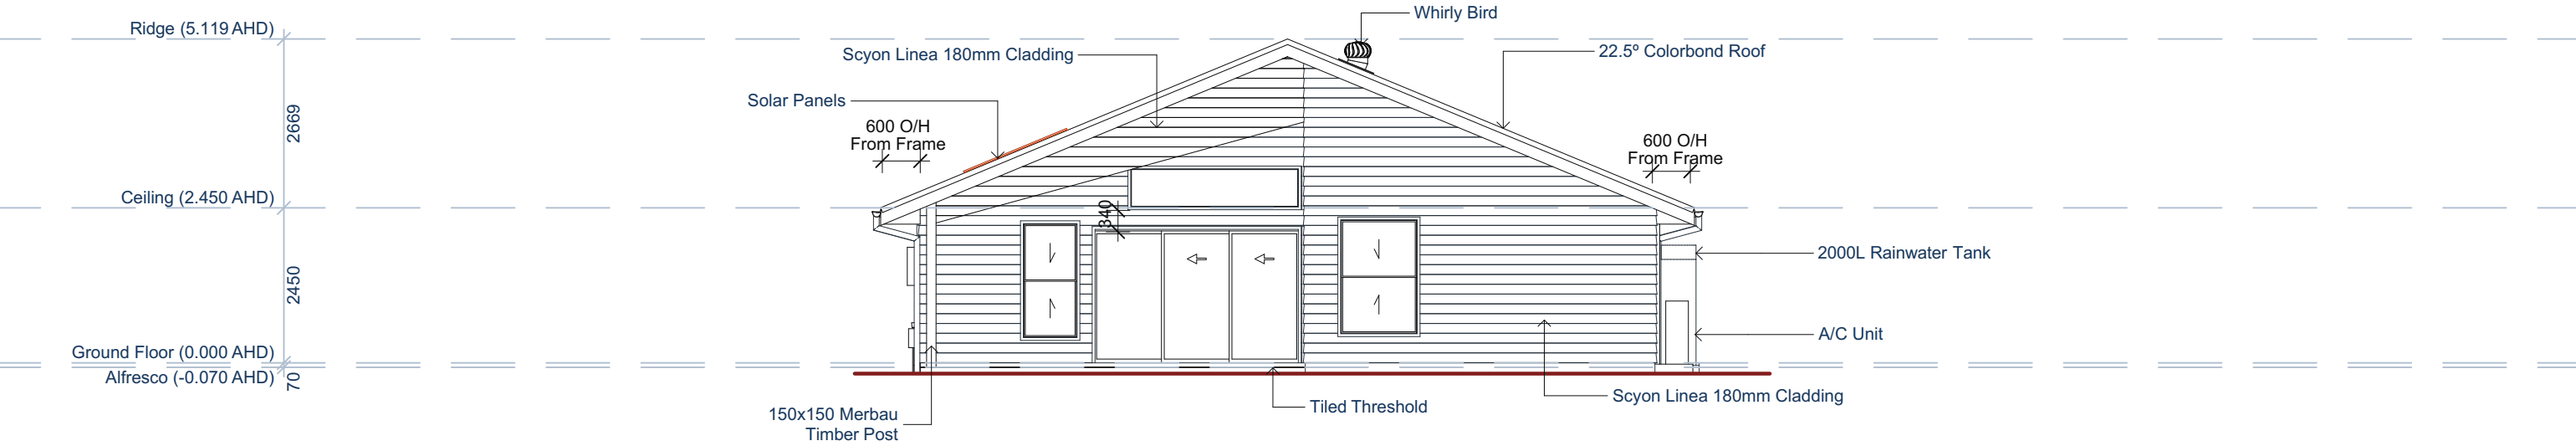 Whirly Bird
Ridge (5.119 AHD)
Scyon Linea 180mm Cladding
22.5º Colorbond Roof
Solar Panels
2669
600 O/H
From Frame
600 O/H
From Frame
Ceiling (2.450 AHD)
340
2000L Rainwater Tank
2450
A/C Unit
Ground Floor (0.000 AHD)
Alfresco (-0.070 AHD)
70
Scyon Linea 180mm Cladding
Tiled Threshold
150x150 Merbau
Timber Post